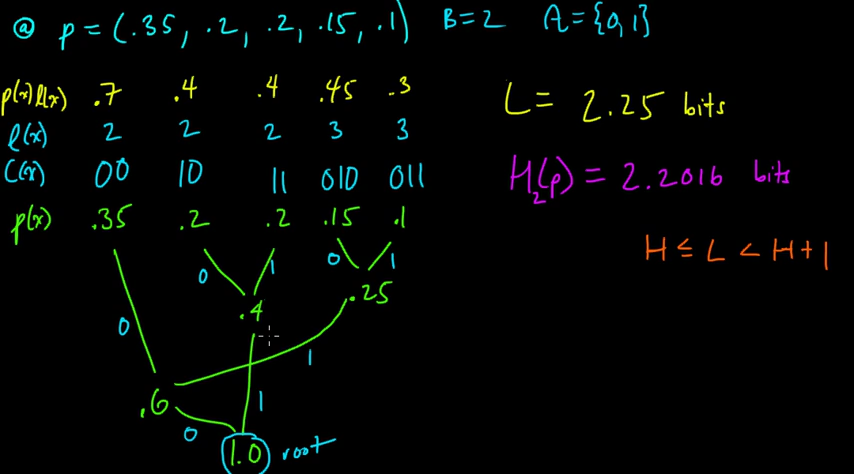 ⓐ p = (.35, .2, .2, .15, .1) B=2 A = {0,1}
p(x)l(x) .7 .4 .4 .45 .3
L = 2.25 bits
l(x) 2 2 2 3 3
C(x) 00 10 11 010 011
H₂(p) = 2.2016 bits
p(x) .35 .2 .2 .15 .1
H ≤ L < H+1
0 1 0 1
.4 .25
0 1
.6 1
0
1.0 root